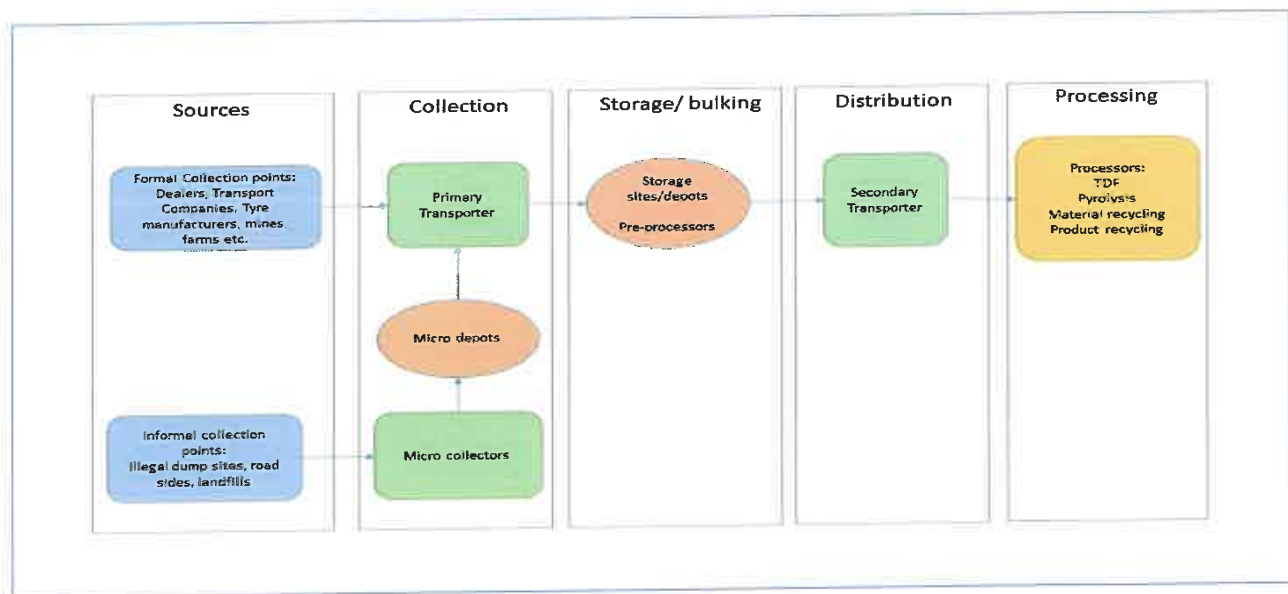 Sources
Formal Collection points:
Dealers, Transport
Companies, Tyre
manufacturers, mines,
farms etc.
Informal collection
points:
Illegal dump sites, road
sides, landfills
Collection
Primary
Transporter
Micro depots
Micro collectors
Storage/ bulking
Storage
sites/depots
Pre-processors
Distribution
Secondary
Transporter
Processing
Processors:
TDF
Pyrolysis
Material recycling
Product recycling